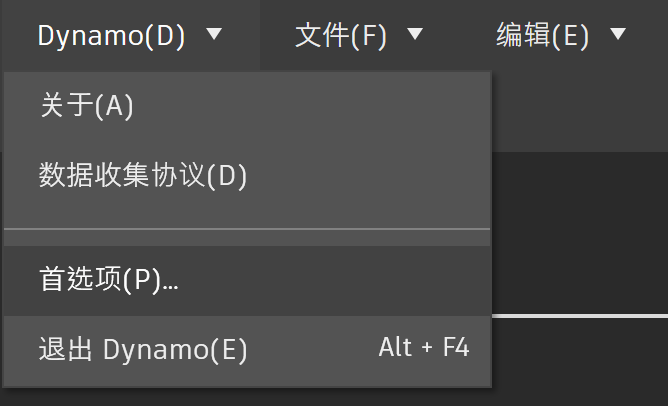 Dynamo(D) ▼ 文件(F) ▼ 编辑(E) ▼
关于(A)
数据收集协议(D)
首选项(P)...
退出 Dynamo(E) Alt + F4